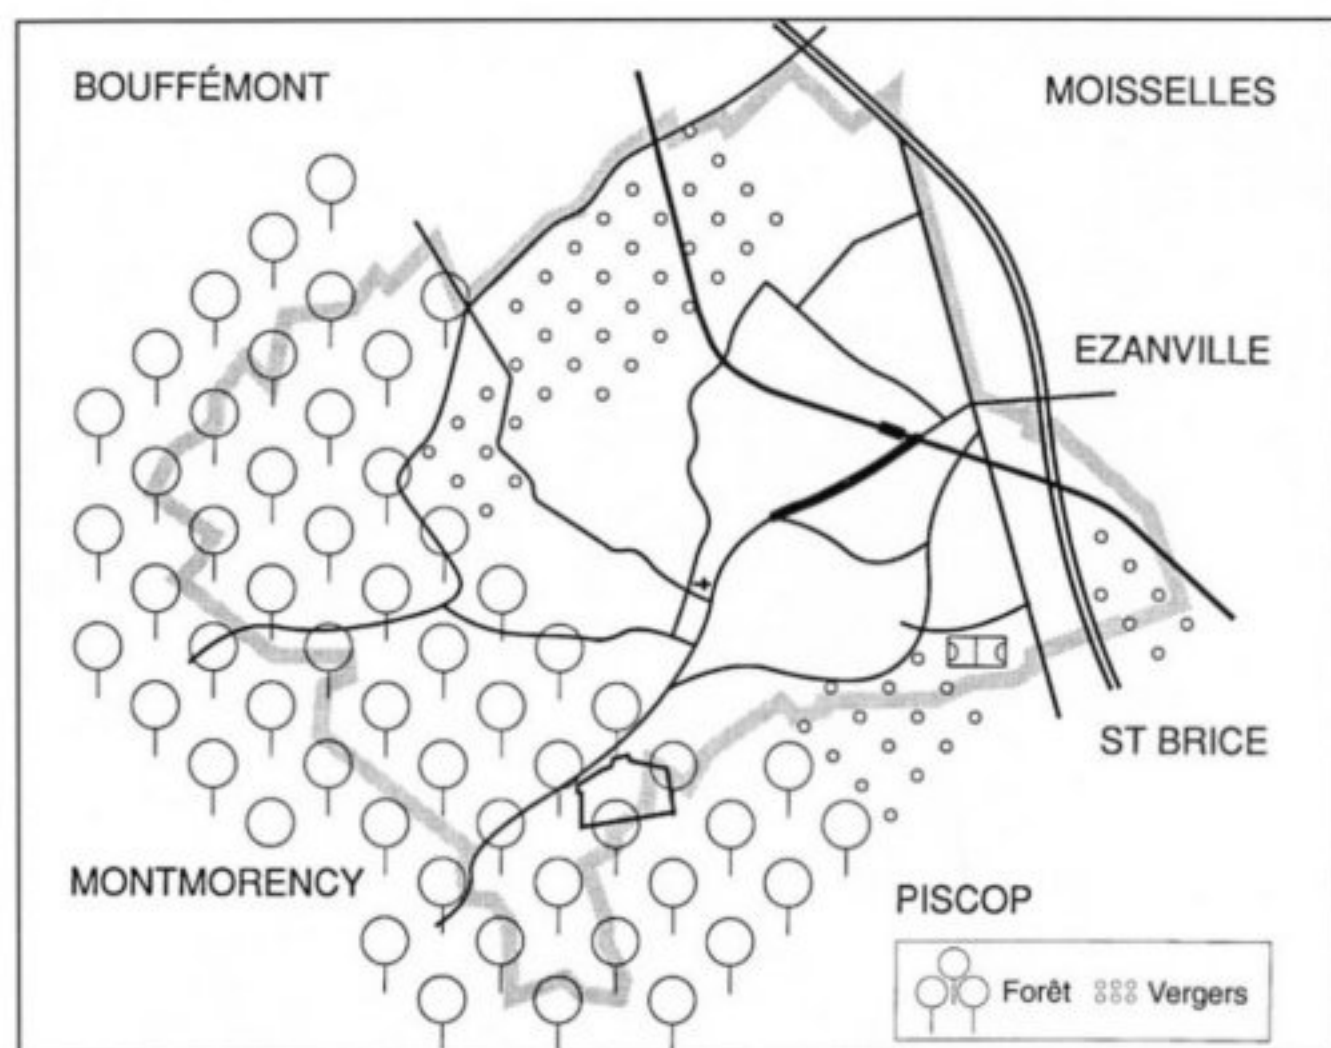 BOUFFÉMONT
MOISSELLES
EZANVILLE
ST BRICE
MONTMORENCY
PISCOP
Forêt
Vergers